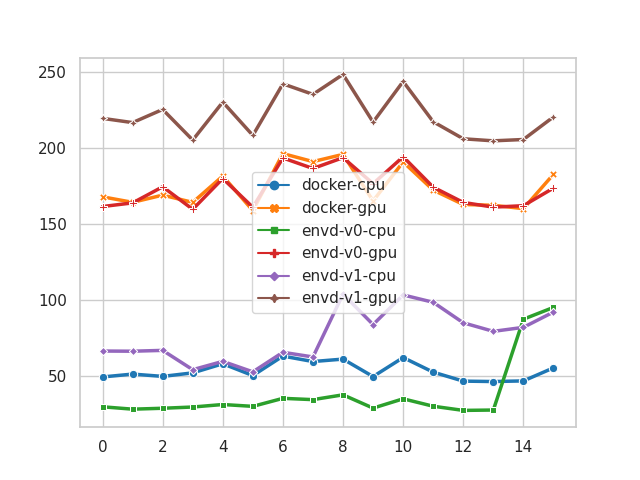 250
200
150
100
50
docker-cpu
docker-gpu
envd-v0-cpu
envd-v0-gpu
envd-v1-cpu
envd-v1-gpu
0 2 4 6 8 10 12 14